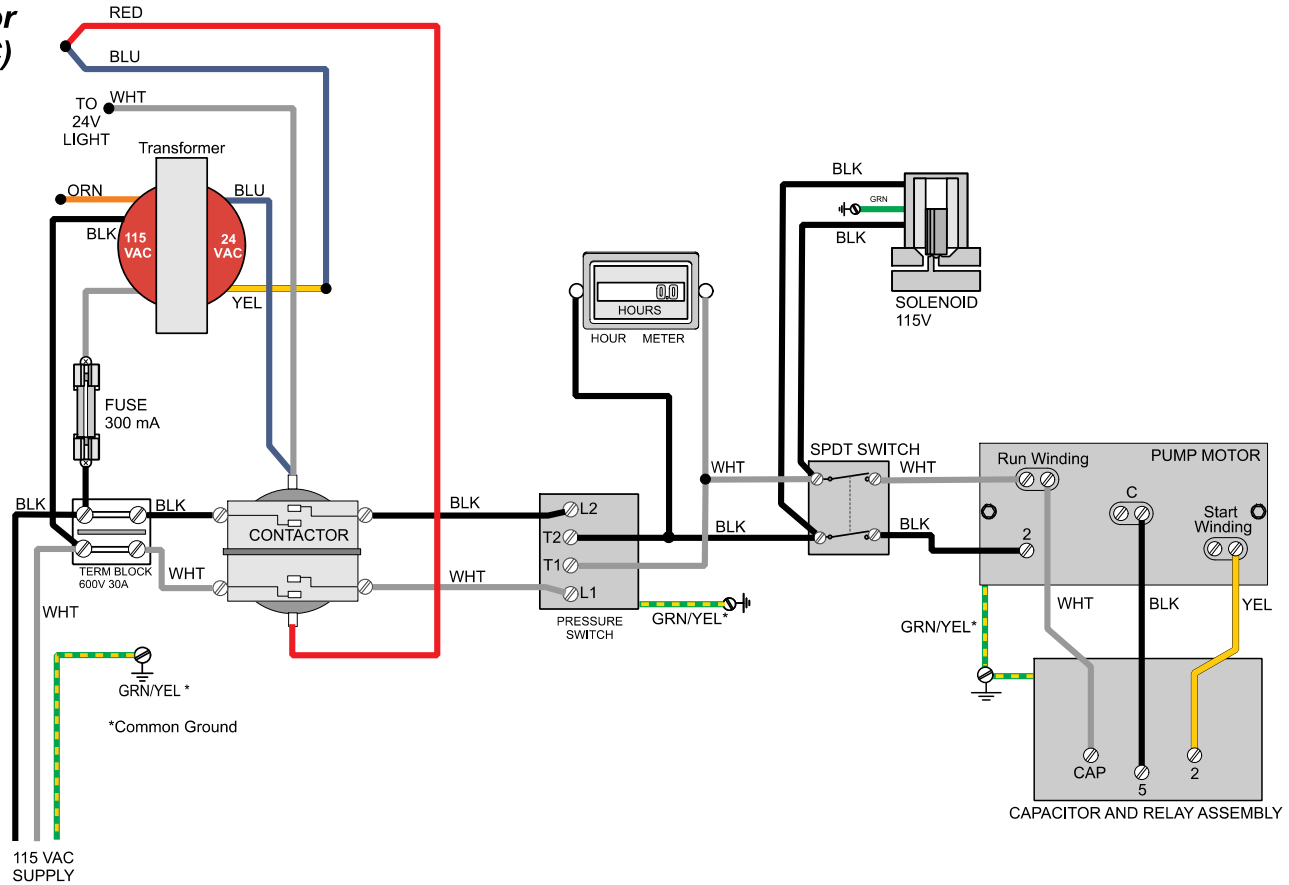 or
)
RED
BLU
WHT
TO
24V
LIGHT
Transformer
ORN
BLU
BLK
115
VAC
24
VAC
YEL
FUSE
300 mA
BLK
BLK
CONTACTOR
TERM BLOCK
600V 30A
WHT
WHT
GRN/YEL *
*Common Ground
115 VAC
SUPPLY
BLK
WHT
L2
T2
T1
L1
PRESSURE
SWITCH
GRN/YEL*
0.0
HOURS
HOUR METER
WHT
BLK
BLK
GRN
BLK
SOLENOID
115V
SPDT SWITCH
WHT
BLK
Run Winding
PUMP MOTOR
C
Start
Winding
2
WHT
BLK
YEL
GRN/YEL*
CAP
5
2
CAPACITOR AND RELAY ASSEMBLY